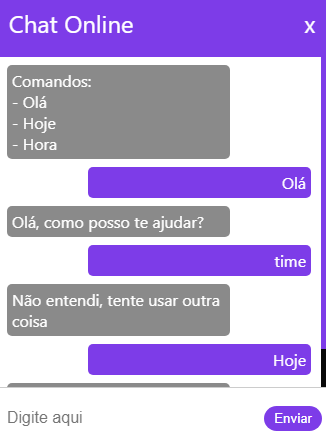 Chat Online
x
Comandos:
- Olá
- Hoje
- Hora
Olá
Olá, como posso te ajudar?
time
Não entendi, tente usar outra
coisa
Hoje
Digite aqui
Enviar